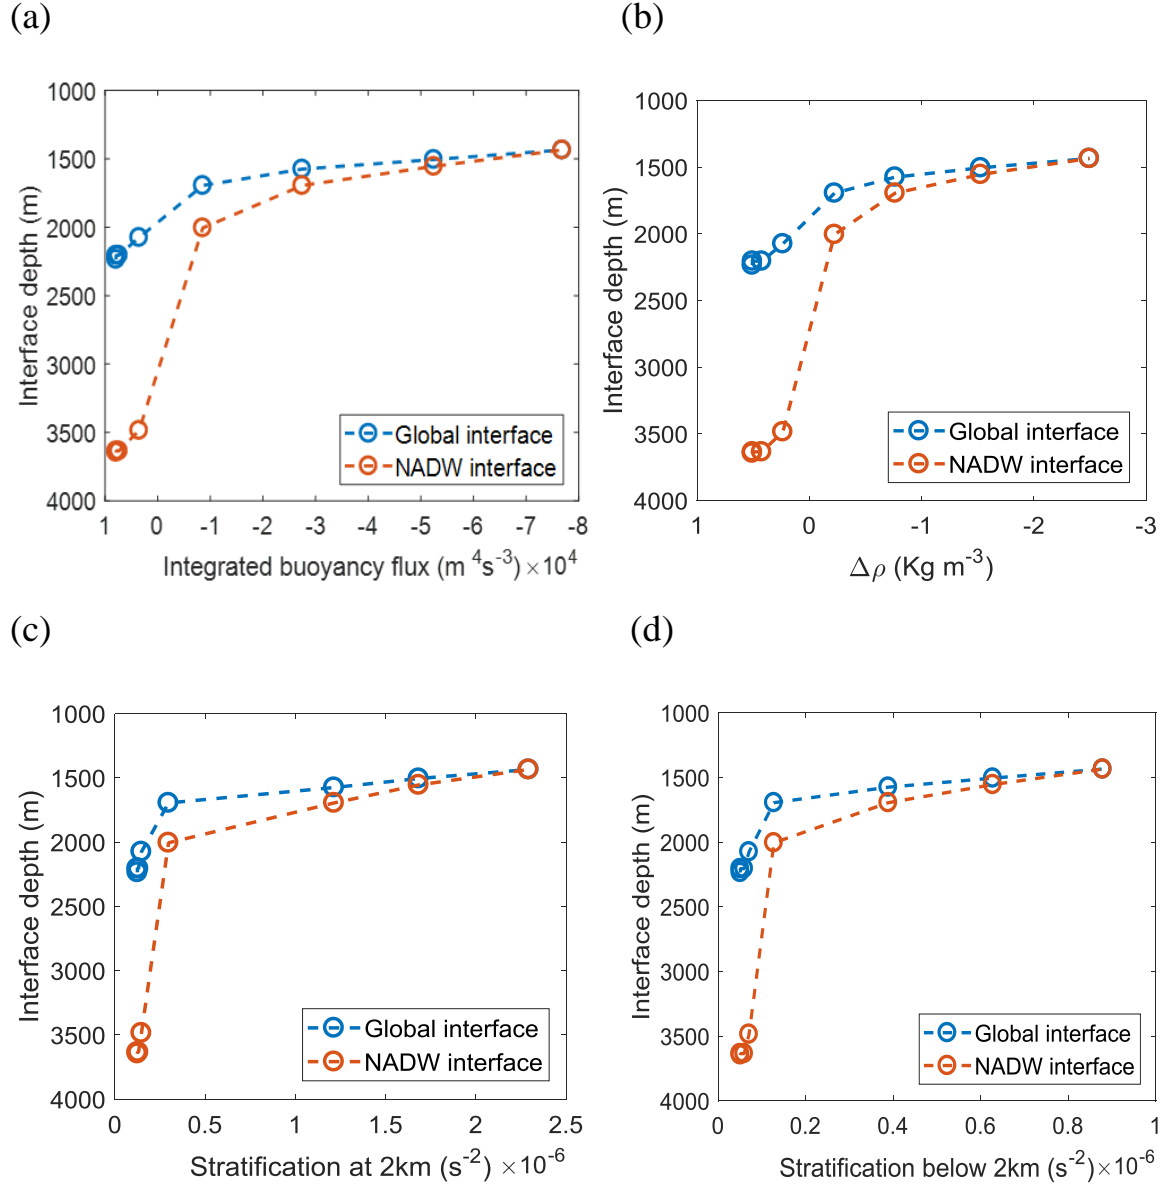 (a)
1000
1500
2000
2500
3000
3500
4000
Interface depth (m)
Global interface
NADW interface
1 0 -1 -2 -3 -4 -5 -6 -7 -8
Integrated buoyancy flux (m⁴s⁻³)×10⁴
(b)
1000
1500
2000
2500
3000
3500
4000
Interface depth (m)
Global interface
NADW interface
1 0 -1 -2 -3
Δρ (Kg m⁻³)
(c)
1000
1500
2000
2500
3000
3500
4000
Interface depth (m)
Global interface
NADW interface
0 0.5 1 1.5 2 2.5
Stratification at 2km (s⁻²) ×10⁻⁶
(d)
1000
1500
2000
2500
3000
3500
4000
Interface depth (m)
Global interface
NADW interface
0 0.2 0.4 0.6 0.8 1
Stratification below 2km (s⁻²)×10⁻⁶